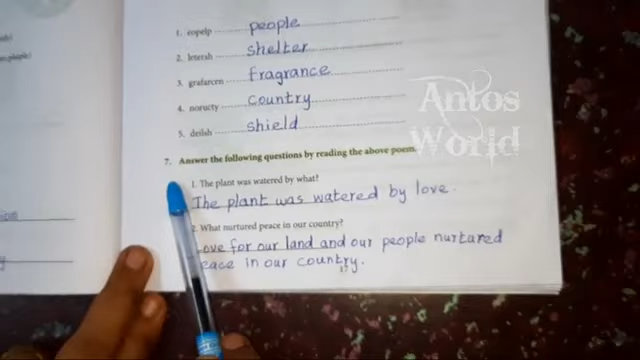 1. eopelp people
2. letersh shelter
3. grafarcen Fragrance
4. noructy country
5. deilsh shield
Antos
World
7. Answer the following questions by reading the above poem.
1. The plant was watered by what?
The plant was watered by love.
2. What nurtured peace in our country?
Love for our land and our people nurtured
peace in our country.
17